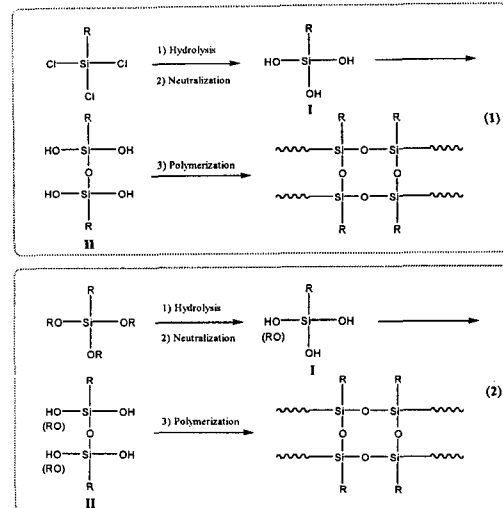 R
Cl Si Cl
Cl
1) Hydrolysis
2) Neutralization
R
HO Si OH
OH
I
(1)
R
HO Si OH
O
HO Si OH
R
II
3) Polymerization
R R
Si O Si
O O
Si O Si
R R
R
RO Si OR
OR
1) Hydrolysis
2) Neutralization
R
HO Si OH
(RO)
OH
I
(2)
R
HO Si OH
(RO)
O
HO Si OH
(RO)
R
II
3) Polymerization
R R
Si O Si
O O
Si O Si
R R